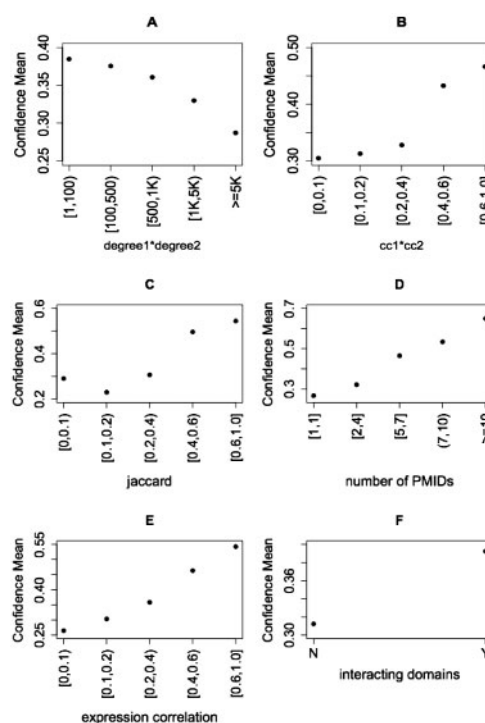 A
Confidence Mean
0.40
0.35
0.30
0.25
[1,100)
[100,500)
[500,1K)
[1K,5K)
>=5K
degree1*degree2
B
Confidence Mean
0.50
0.40
0.30
[0,0.1)
[0.1,0.2)
[0.2,0.4)
[0.4,0.6)
[0.6,1.0]
cc1*cc2
C
Confidence Mean
0.6
0.4
0.2
[0,0.1)
[0.1,0.2)
[0.2,0.4)
[0.4,0.6)
[0.6,1.0]
jaccard
D
Confidence Mean
0.7
0.5
0.3
[1,1]
[2,4]
[5,7]
(7,10)
>=10
number of PMIDs
E
Confidence Mean
0.55
0.40
0.25
[0,0.1)
[0.1,0.2)
[0.2,0.4)
[0.4,0.6)
[0.6,1.0]
expression correlation
F
Confidence Mean
0.36
0.30
N
Y
interacting domains